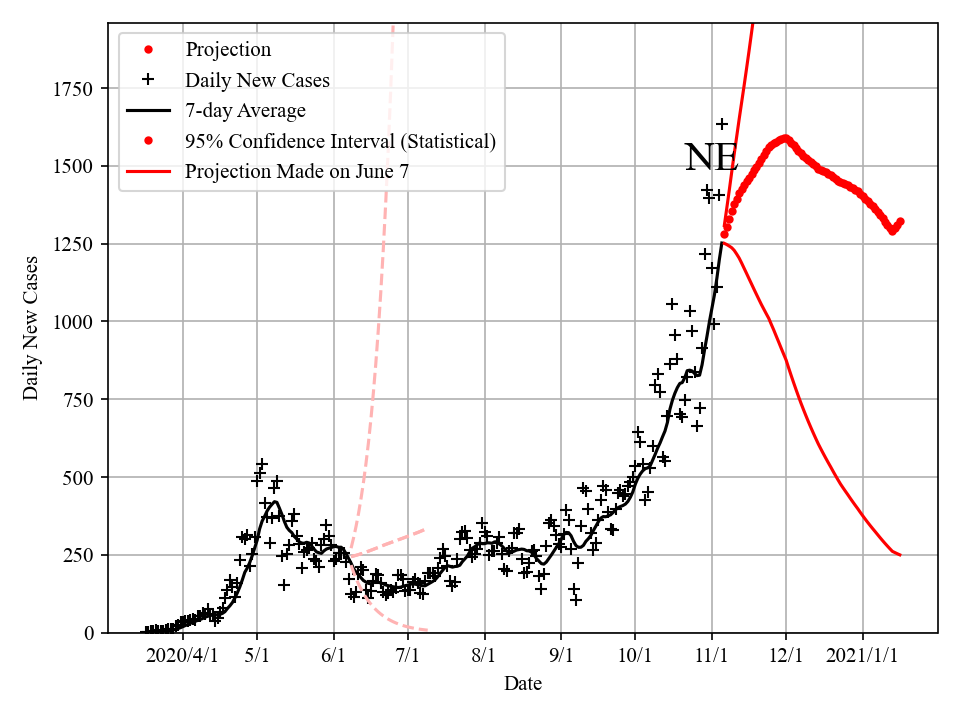 Projection
Daily New Cases
7-day Average
95% Confidence Interval (Statistical)
Projection Made on June 7
NE
Daily New Cases
1750
1500
1250
1000
750
500
250
0
2020/4/1 5/1 6/1 7/1 8/1 9/1 10/1 11/1 12/1 2021/1/1
Date